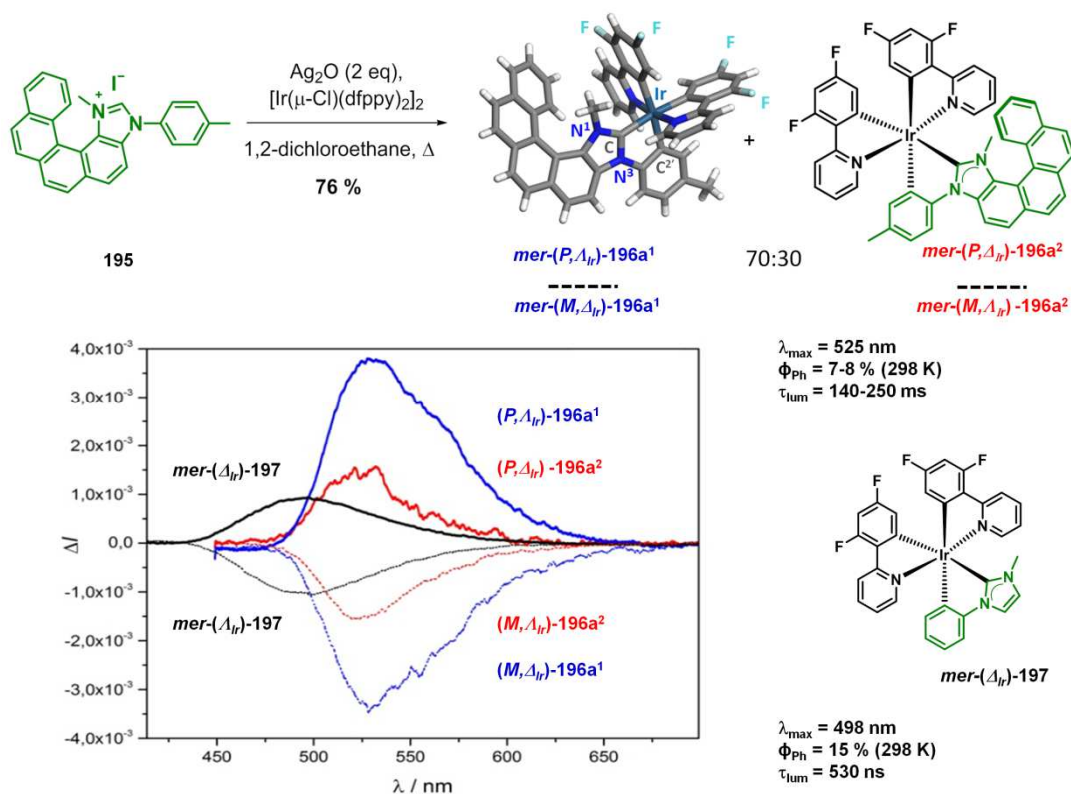 I⁻
N⁺
N
195
Ag₂O (2 eq),
[Ir(μ-Cl)(dfppy)₂]₂
1,2-dichloroethane, Δ
76 %
F
F
F
F
Ir
N¹
H₃C
C
N³
C²'
CH₃
+
F
F
F
F
N
Ir
N
N
N
mer-(P,Λ_Ir)-196a¹
mer-(M,Δ_Ir)-196a¹
70:30
mer-(P,Δ_Ir)-196a²
mer-(M,Λ_Ir)-196a²
λmax = 525 nm
ϕPh = 7-8 % (298 K)
τlum = 140-250 ms
4,0x10⁻³
3,0x10⁻³
2,0x10⁻³
1,0x10⁻³
0,0
-1,0x10⁻³
-2,0x10⁻³
-3,0x10⁻³
-4,0x10⁻³
ΔI
(P,Λ_Ir)-196a¹
(P,Δ_Ir) -196a²
mer-(Δ_Ir)-197
mer-(Λ_Ir)-197
(M,Λ_Ir)-196a²
(M,Δ_Ir)-196a¹
450
500
550
600
650
λ / nm
F
F
F
F
N
Ir
N
N
N
mer-(Δ_Ir)-197
λmax = 498 nm
ϕPh = 15 % (298 K)
τlum = 530 ns